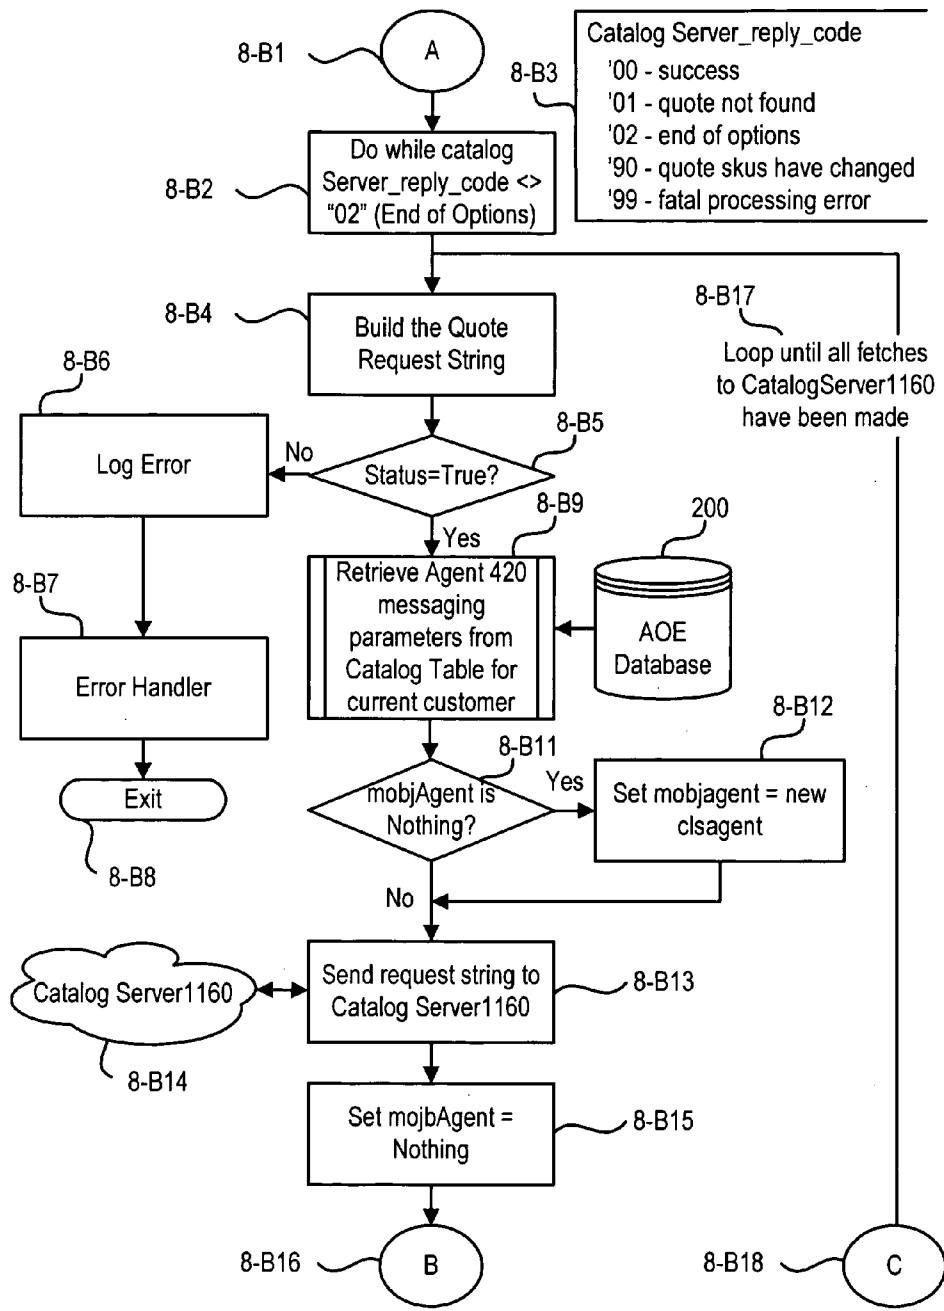 8-B1
A
8-B3
Catalog Server_reply_code
'00 - success
'01 - quote not found
'02 - end of options
'90 - quote skus have changed
'99 - fatal processing error
8-B2
Do while catalog
Server_reply_code <>
“02” (End of Options)
8-B4
Build the Quote
Request String
8-B17
Loop until all fetches
to CatalogServer1160
have been made
8-B6
Log Error
No
8-B5
Status=True?
Yes
8-B9
Retrieve Agent 420
messaging
parameters from
Catalog Table for
current customer
200
AOE
Database
8-B7
Error Handler
Exit
8-B8
8-B11
mobjAgent is
Nothing?
Yes
8-B12
Set mobjagent = new
clsagent
No
Catalog Server1160
8-B14
Send request string to
Catalog Server1160
8-B13
Set mojbAgent =
Nothing
8-B15
8-B16
B
8-B18
C